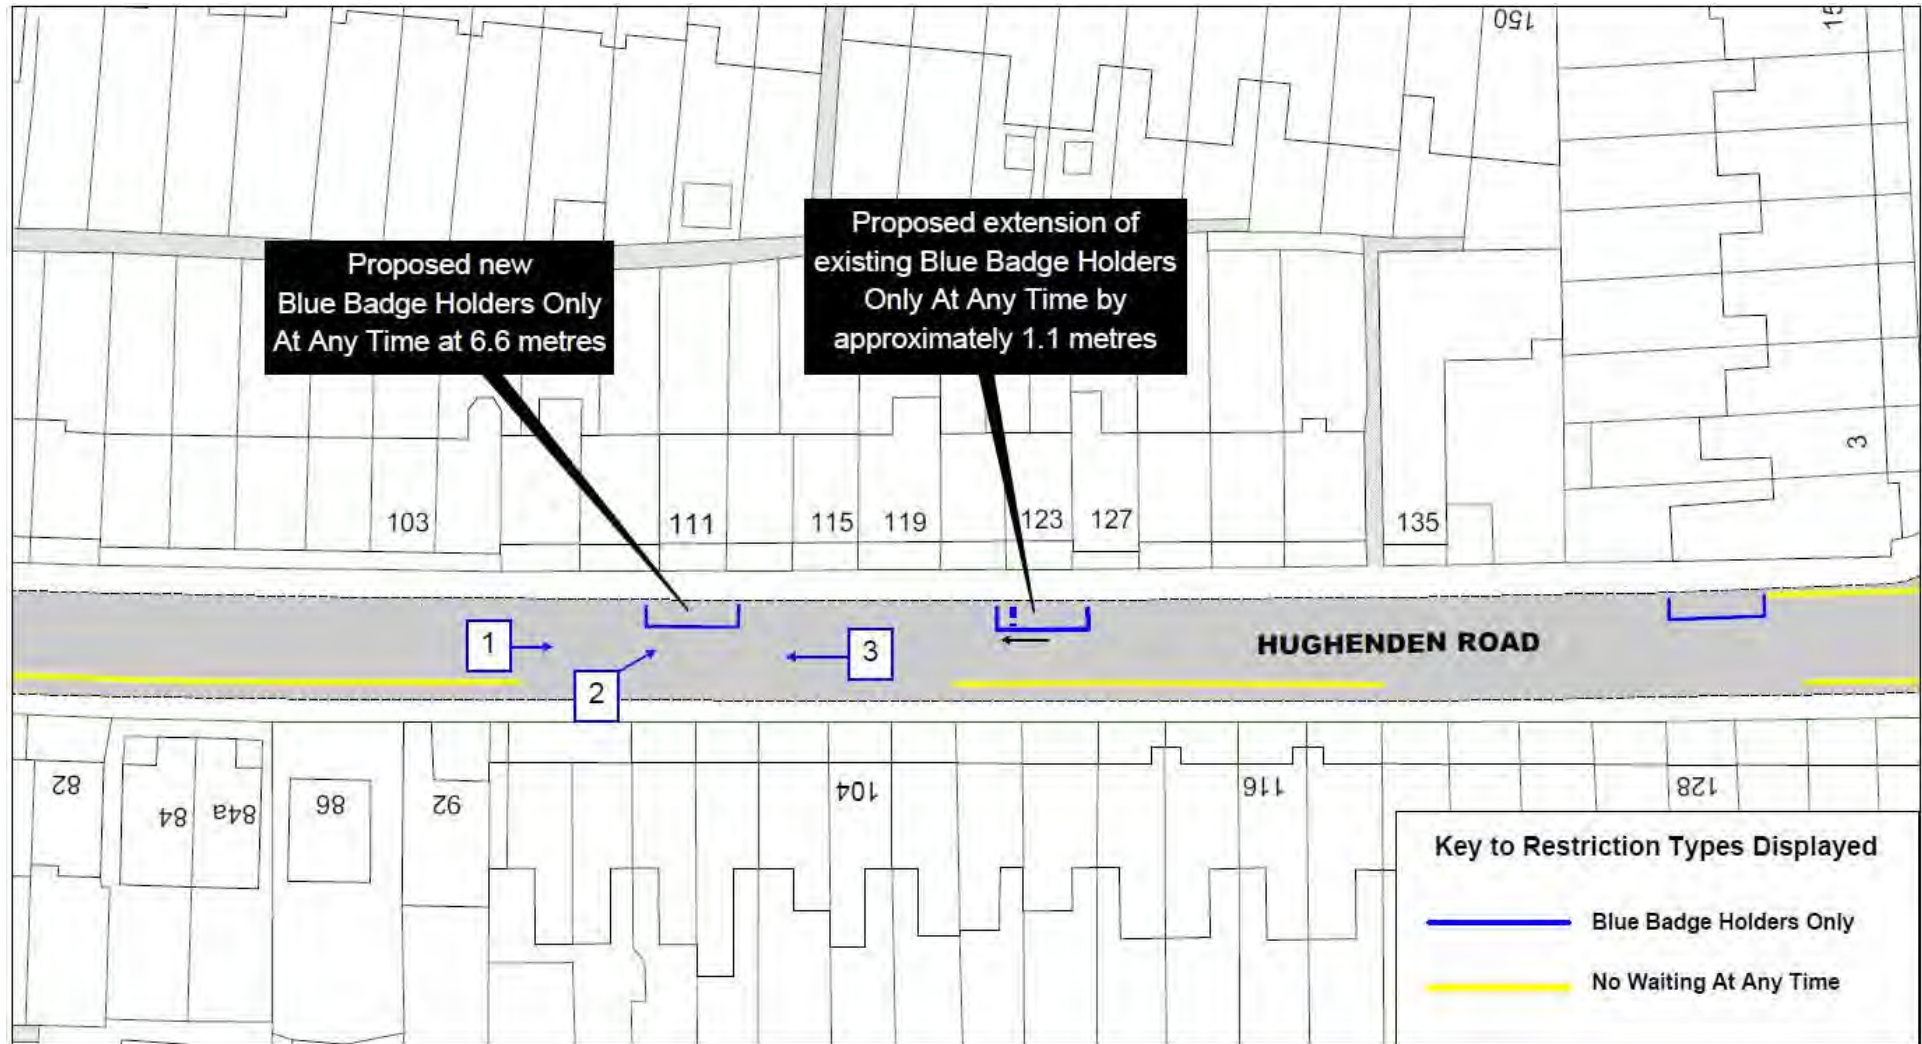 150
15
Proposed new
Blue Badge Holders Only
At Any Time at 6.6 metres
Proposed extension of
existing Blue Badge Holders
Only At Any Time by
approximately 1.1 metres
3
103
111
115
119
123
127
135
1
2
3
HUGHENDEN ROAD
82
84
84a
86
92
104
116
128
Key to Restriction Types Displayed
Blue Badge Holders Only
No Waiting At Any Time